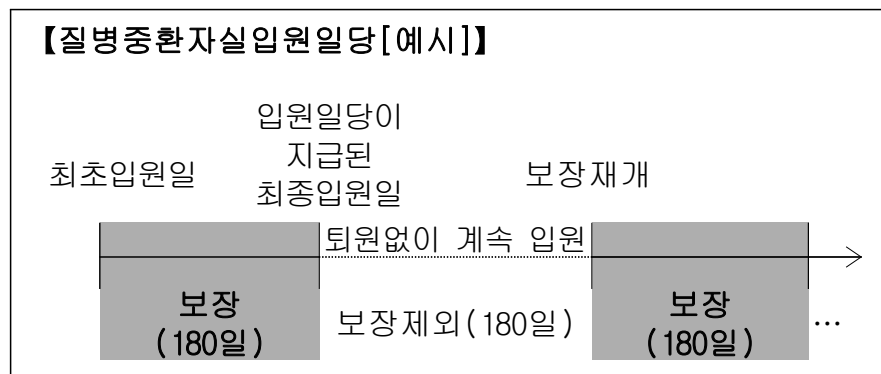 【질병중환자실입원일당[예시]】
최초입원일
입원일당이
지급된
최종입원일
보장재개
퇴원없이 계속 입원
보장
(180일)
보장제외(180일)
보장
(180일)
…